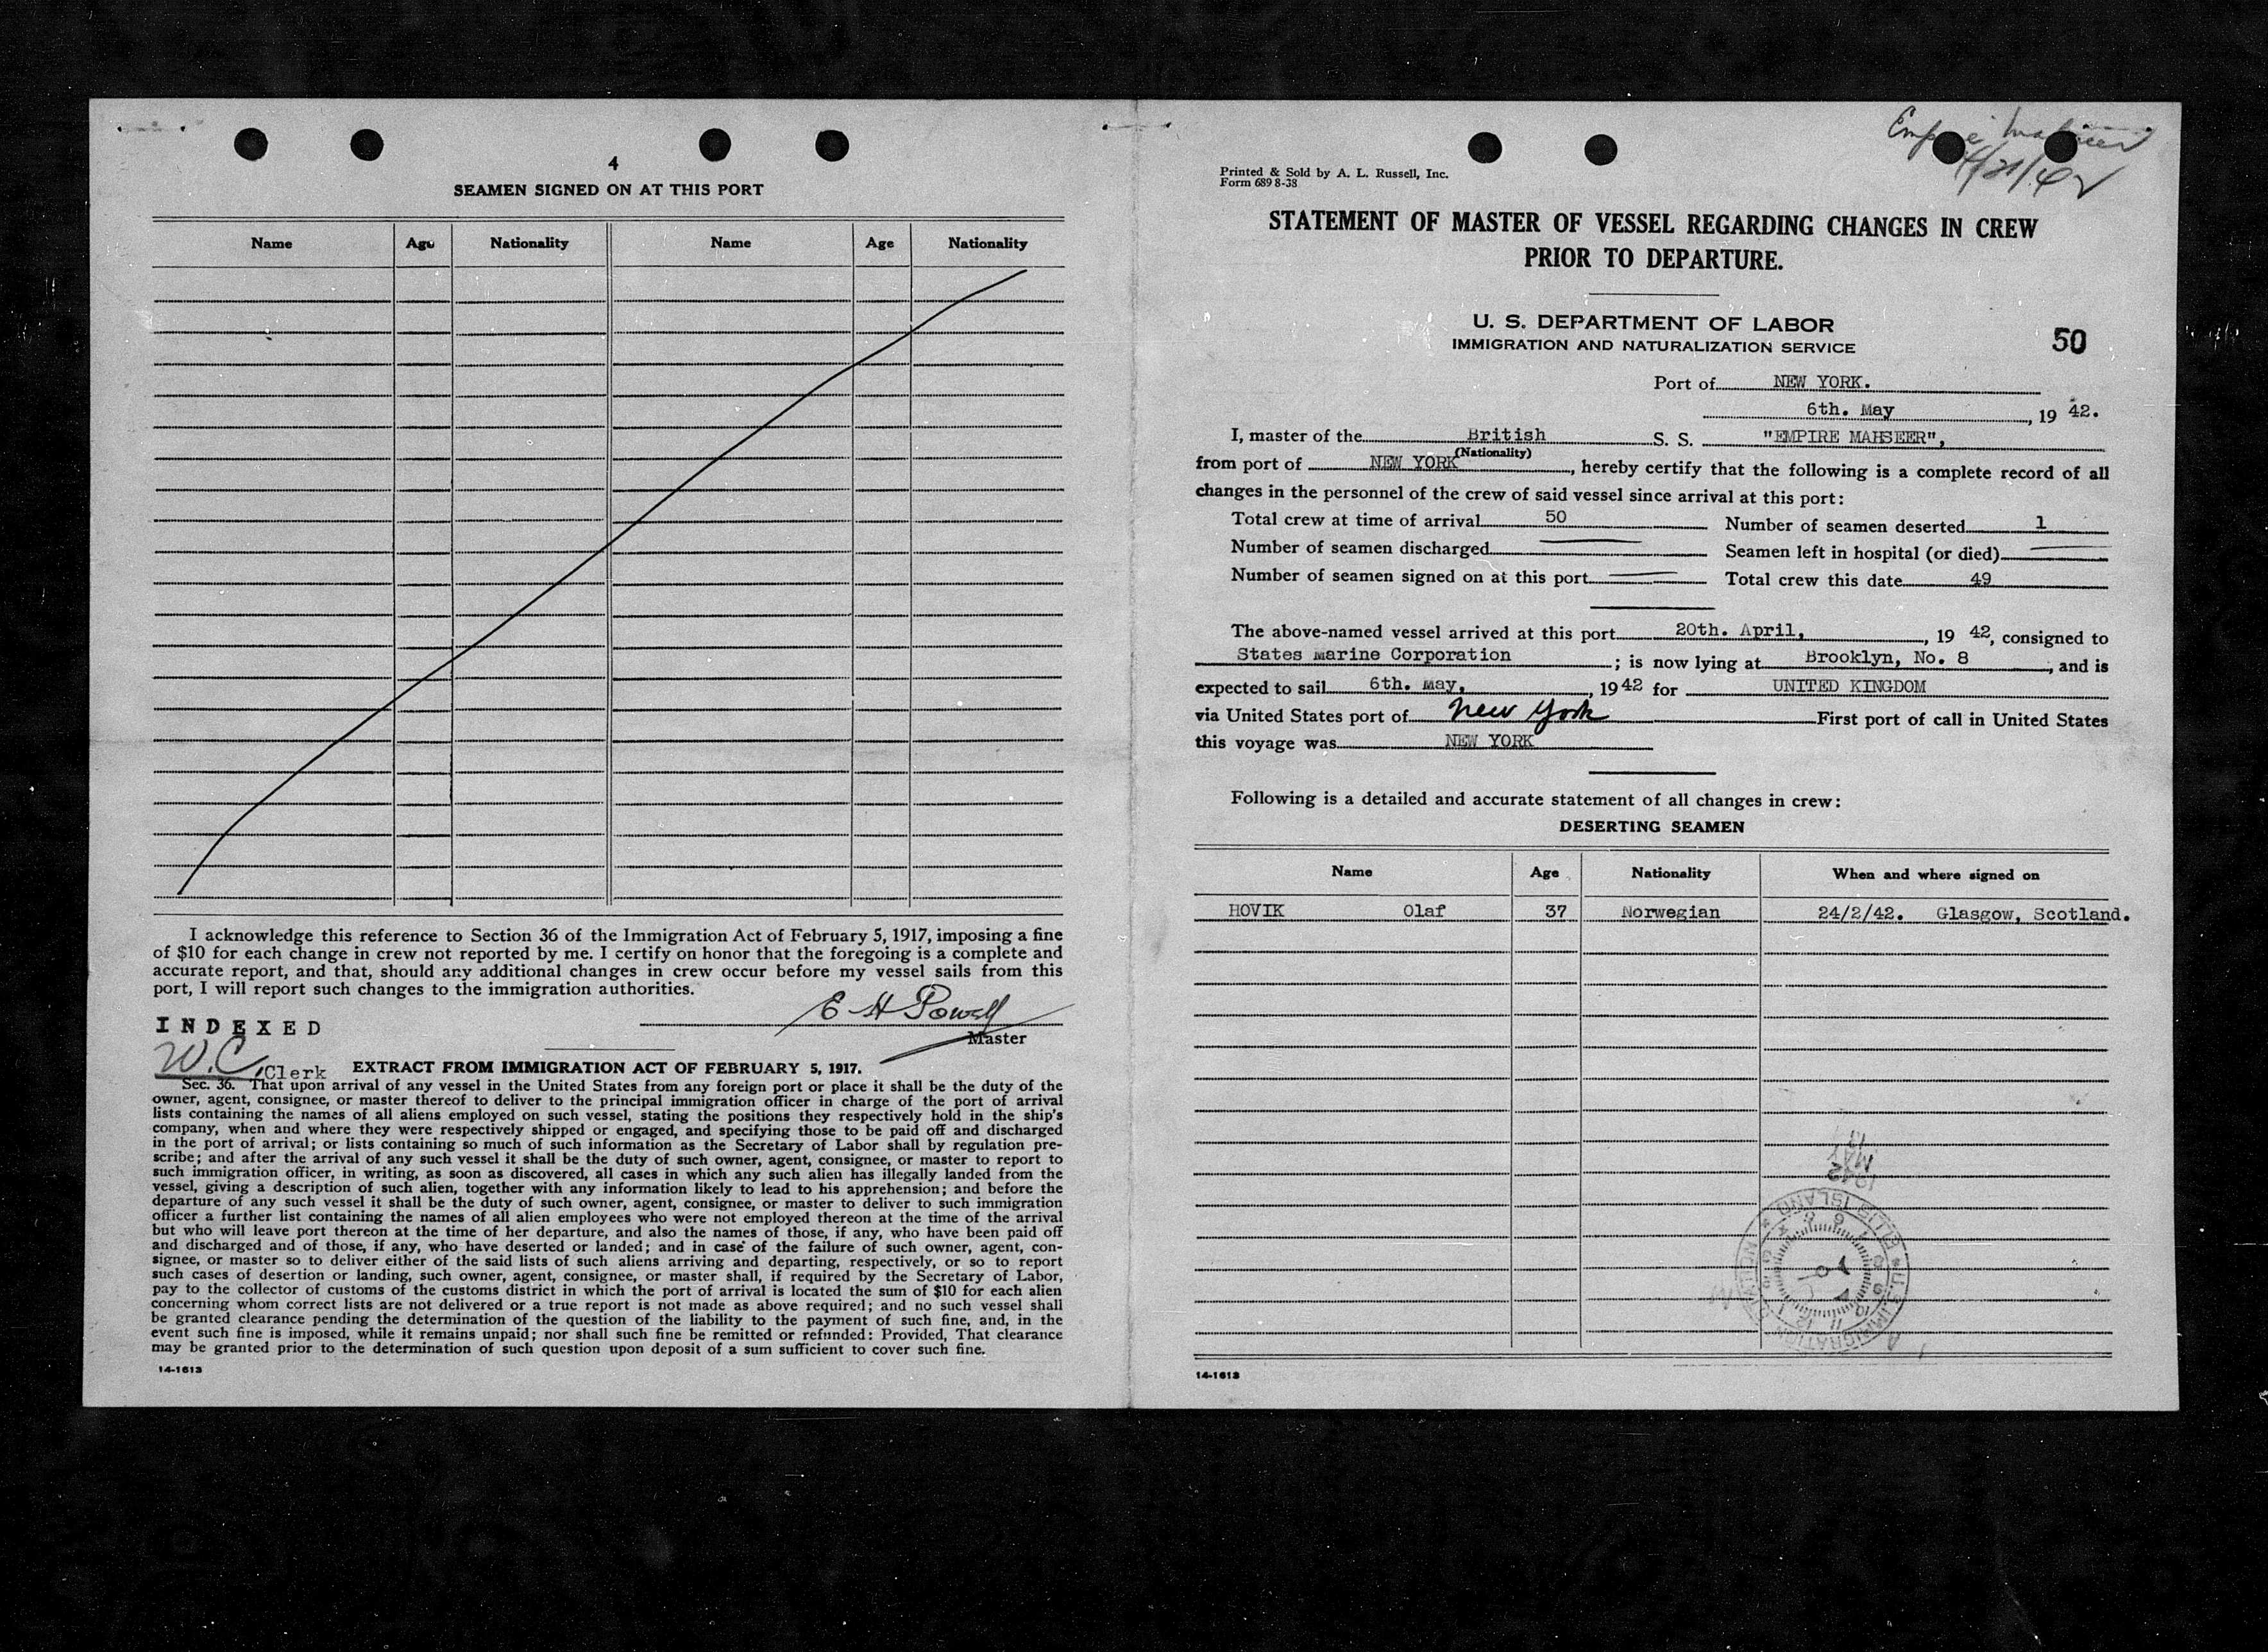 4
SEAMEN SIGNED ON AT THIS PORT
Name Age Nationality Name Age Nationality
I acknowledge this reference to Section 36 of the Immigration Act of February 5, 1917, imposing a fine
of $10 for each change in crew not reported by me. I certify on honor that the foregoing is a complete and
accurate report, and that, should any additional changes in crew occur before my vessel sails from this
port, I will report such changes to the immigration authorities.
E H Powell
Master
INDEXED
W.C. Clerk
EXTRACT FROM IMMIGRATION ACT OF FEBRUARY 5, 1917.
Sec. 36. That upon arrival of any vessel in the United States from any foreign port or place it shall be the duty of the
owner, agent, consignee, or master thereof to deliver to the principal immigration officer in charge of the port of arrival
lists containing the names of all aliens employed on such vessel, stating the positions they respectively hold in the ship's
company, when and where they were respectively shipped or engaged, and specifying those to be paid off and discharged
in the port of arrival; or lists containing so much of such information as the Secretary of Labor shall by regulation pre-
scribe; and after the arrival of any such vessel it shall be the duty of such owner, agent, consignee, or master to report to
such immigration officer, in writing, as soon as discovered, all cases in which any such alien has illegally landed from the
vessel, giving a description of such alien, together with any information likely to lead to his apprehension; and before the
departure of any such vessel it shall be the duty of such owner, agent, consignee, or master to deliver to such immigration
officer a further list containing the names of all alien employees who were not employed thereon at the time of the arrival
but who will leave port thereon at the time of her departure, and also the names of those, if any, who have been paid off
and discharged and of those, if any, who have deserted or landed; and in case of the failure of such owner, agent, con-
signee, or master so to deliver either of the said lists of such aliens arriving and departing, respectively, or so to report
such cases of desertion or landing, such owner, agent, consignee, or master shall, if required by the Secretary of Labor,
pay to the collector of customs of the customs district in which the port of arrival is located the sum of $10 for each alien
concerning whom correct lists are not delivered or a true report is not made as above required; and no such vessel shall
be granted clearance pending the determination of the question of the liability to the payment of such fine, and, in the
event such fine is imposed, while it remains unpaid; nor shall such fine be remitted or refunded: Provided, That clearance
may be granted prior to the determination of such question upon deposit of a sum sufficient to cover such fine.
14-1613
Empire Mahseer
4/21/42
Printed & Sold by A. L. Russell, Inc.
Form 689 8-38
STATEMENT OF MASTER OF VESSEL REGARDING CHANGES IN CREW
PRIOR TO DEPARTURE.
U. S. DEPARTMENT OF LABOR
IMMIGRATION AND NATURALIZATION SERVICE
50
Port of NEW YORK.
6th. May, 19 42.
I, master of the British S. S. "EMPIRE MAHSEER",
(Nationality)
from port of NEW YORK, hereby certify that the following is a complete record of all
changes in the personnel of the crew of said vessel since arrival at this port:
Total crew at time of arrival 50 Number of seamen deserted 1
Number of seamen discharged Seamen left in hospital (or died)
Number of seamen signed on at this port Total crew this date 49
The above-named vessel arrived at this port 20th. April, , 19 42, consigned to
States Marine Corporation ; is now lying at Brooklyn, No. 8 , and is
expected to sail 6th. May, , 19 42 for UNITED KINGDOM
via United States port of New York First port of call in United States
this voyage was NEW YORK
Following is a detailed and accurate statement of all changes in crew:
DESERTING SEAMEN
Name Age Nationality When and where signed on
HOVIK Olaf 37 Norwegian 24/2/42. Glasgow, Scotland.
1942
MAY
U.S. IMMIGRATION STATION * ELLIS ISLAND *
14-1613